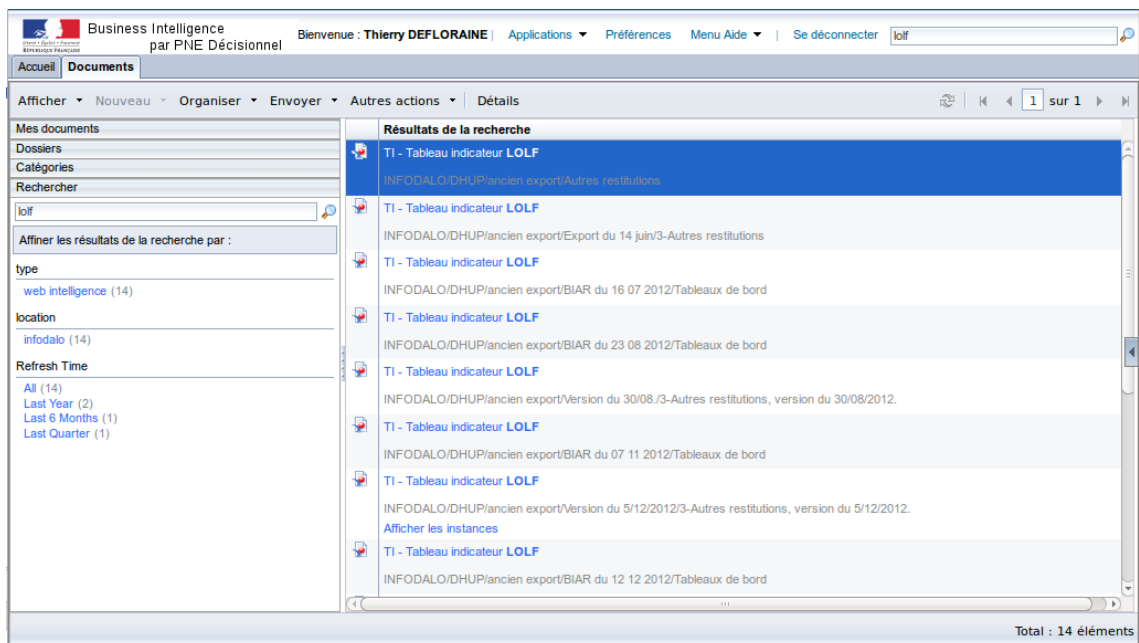 Business Intelligence
par PNE Décisionnel
Bienvenue : Thierry DEFLORAINE | Applications Préférences Menu Aide | Se déconnecter lolf
Accueil Documents
Afficher Nouveau Organiser Envoyer Autres actions Détails 1 sur 1
Mes documents
Dossiers
Catégories
Rechercher
lolf
Affiner les résultats de la recherche par :
type
web intelligence (14)
location
infodalo (14)
Refresh Time
All (14)
Last Year (2)
Last 6 Months (1)
Last Quarter (1)
Résultats de la recherche
TI - Tableau indicateur LOLF
INFODALO/DHUP/ancien export/Autres restitutions
TI - Tableau indicateur LOLF
INFODALO/DHUP/ancien export/Export du 14 juin/3-Autres restitutions
TI - Tableau indicateur LOLF
INFODALO/DHUP/ancien export/BIAR du 16 07 2012/Tableaux de bord
TI - Tableau indicateur LOLF
INFODALO/DHUP/ancien export/BIAR du 23 08 2012/Tableaux de bord
TI - Tableau indicateur LOLF
INFODALO/DHUP/ancien export/Version du 30/08./3-Autres restitutions, version du 30/08/2012.
TI - Tableau indicateur LOLF
INFODALO/DHUP/ancien export/BIAR du 07 11 2012/Tableaux de bord
TI - Tableau indicateur LOLF
INFODALO/DHUP/ancien export/Version du 5/12/2012/3-Autres restitutions, version du 5/12/2012.
Afficher les instances
TI - Tableau indicateur LOLF
INFODALO/DHUP/ancien export/BIAR du 12 12 2012/Tableaux de bord
Total : 14 éléments